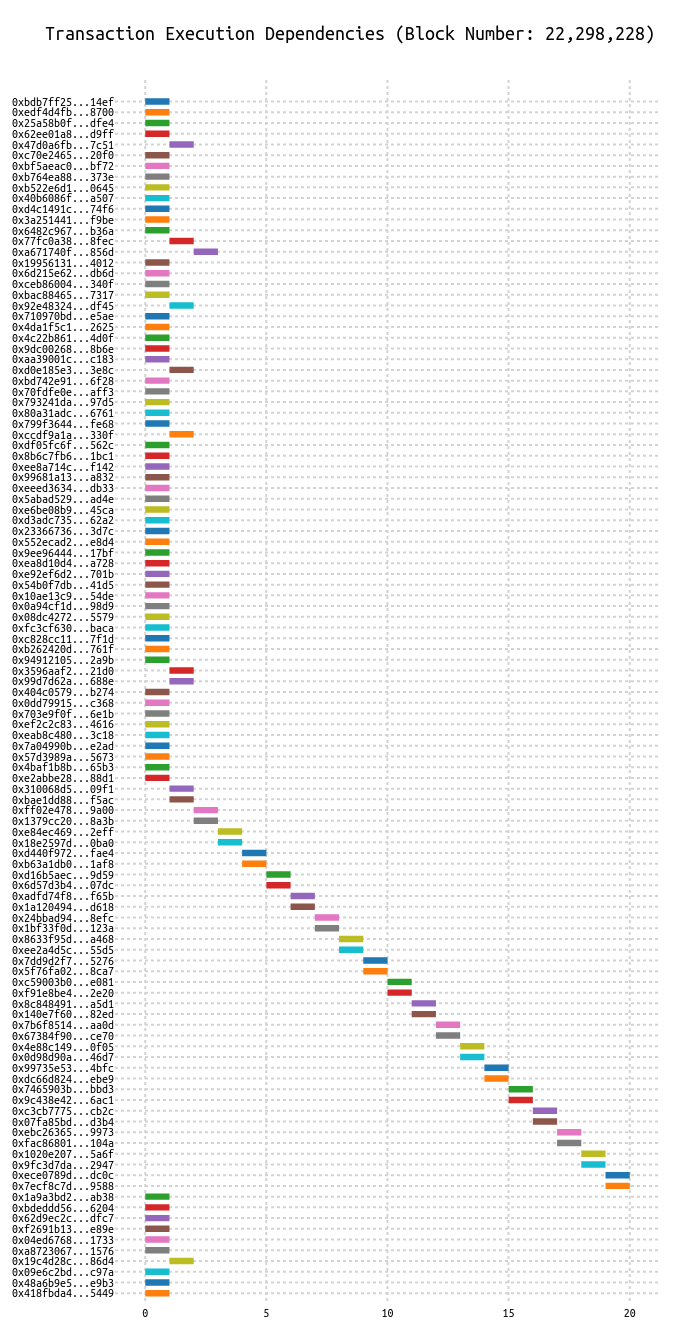 Transaction Execution Dependencies (Block Number: 22,298,228)
0xbdb7ff25...14ef
0xedf4d4fb...8700
0x25a58b0f...dfe4
0x62ee01a8...d9ff
0x47d0a6fb...7c51
0xc70e2465...20f0
0xbf5aeac0...bf72
0xb764ea88...373e
0xb522e6d1...0645
0x40b6086f...a507
0xd4c1491c...74f6
0x3a251441...f9be
0x6482c967...b36a
0x77fc0a38...8fec
0xa671740f...856d
0x19956131...4012
0x6d215e62...db6d
0xceb86004...340f
0xbac88465...7317
0x92e48324...df45
0x710970bd...e5ae
0x4da1f5c1...2625
0x4c22b861...4d0f
0x9dc00268...8b6e
0xaa39001c...c183
0xd0e185e3...3e8c
0xbd742e91...6f28
0x70fdfe0e...aff3
0x793241da...97d5
0x80a31adc...6761
0x799f3644...fe68
0xccdf9a1a...330f
0xdf05fc6f...562c
0x8b6c7fb6...1bc1
0xee8a714c...f142
0x99681a13...a832
0xeeed3634...db33
0x5abad529...ad4e
0xe6be08b9...45ca
0xd3adc735...62a2
0x23366736...3d7c
0x552ecad2...e8d4
0x9ee96444...17bf
0xea8d10d4...a728
0xe92ef6d2...701b
0x54b0f7db...41d5
0x10ae13c9...54de
0x0a94cf1d...98d9
0x08dc4272...5579
0xfc3cf630...baca
0xc828cc11...7f1d
0xb262420d...761f
0x94912105...2a9b
0x3596aaf2...21d0
0x99d7d62a...688e
0x404c0579...b274
0x0dd79915...c368
0x703e9f0f...6e1b
0xef2c2c83...4616
0xeab8c480...3c18
0x7a04990b...e2ad
0x57d3989a...5673
0x4baf1b8b...65b3
0xe2abbe28...88d1
0x310068d5...09f1
0xbae1dd88...f5ac
0xff02e478...9a00
0x1379cc20...8a3b
0xe84ec469...2eff
0x18e2597d...0ba0
0xd440f972...fae4
0xb63a1db0...1af8
0xd16b5aec...9d59
0x6d57d3b4...07dc
0xadfd74f8...f65b
0x1a120494...d618
0x24bbad94...8efc
0x1bf33f0d...123a
0x8633f95d...a468
0xee2a4d5c...55d5
0x7dd9d2f7...5276
0x5f76fa02...8ca7
0xc59003b0...e081
0xf91e8be4...2e20
0x8c848491...a5d1
0x140e7f60...82ed
0x7b6f8514...aa0d
0x67384f90...ce70
0x4e88c149...0f05
0x0d98d90a...46d7
0x99735e53...4bfc
0xdc66d824...ebe9
0x7465903b...bbd3
0x9c438e42...6ac1
0xc3cb7775...cb2c
0x07fa85bd...d3b4
0xebc26365...9973
0xfac86801...104a
0x1020e207...5a6f
0x9fc3d7da...2947
0xece0789d...dc0c
0x7ecf8c7d...9588
0x1a9a3bd2...ab38
0xbdeddd56...6204
0x62d9ec2c...dfc7
0xf2691b13...e89e
0x04ed6768...1733
0xa8723067...1576
0x19c4d28c...86d4
0x09e6c2bd...c97a
0x48a6b9e5...e9b3
0x418fbda4...5449
0 5 10 15 20